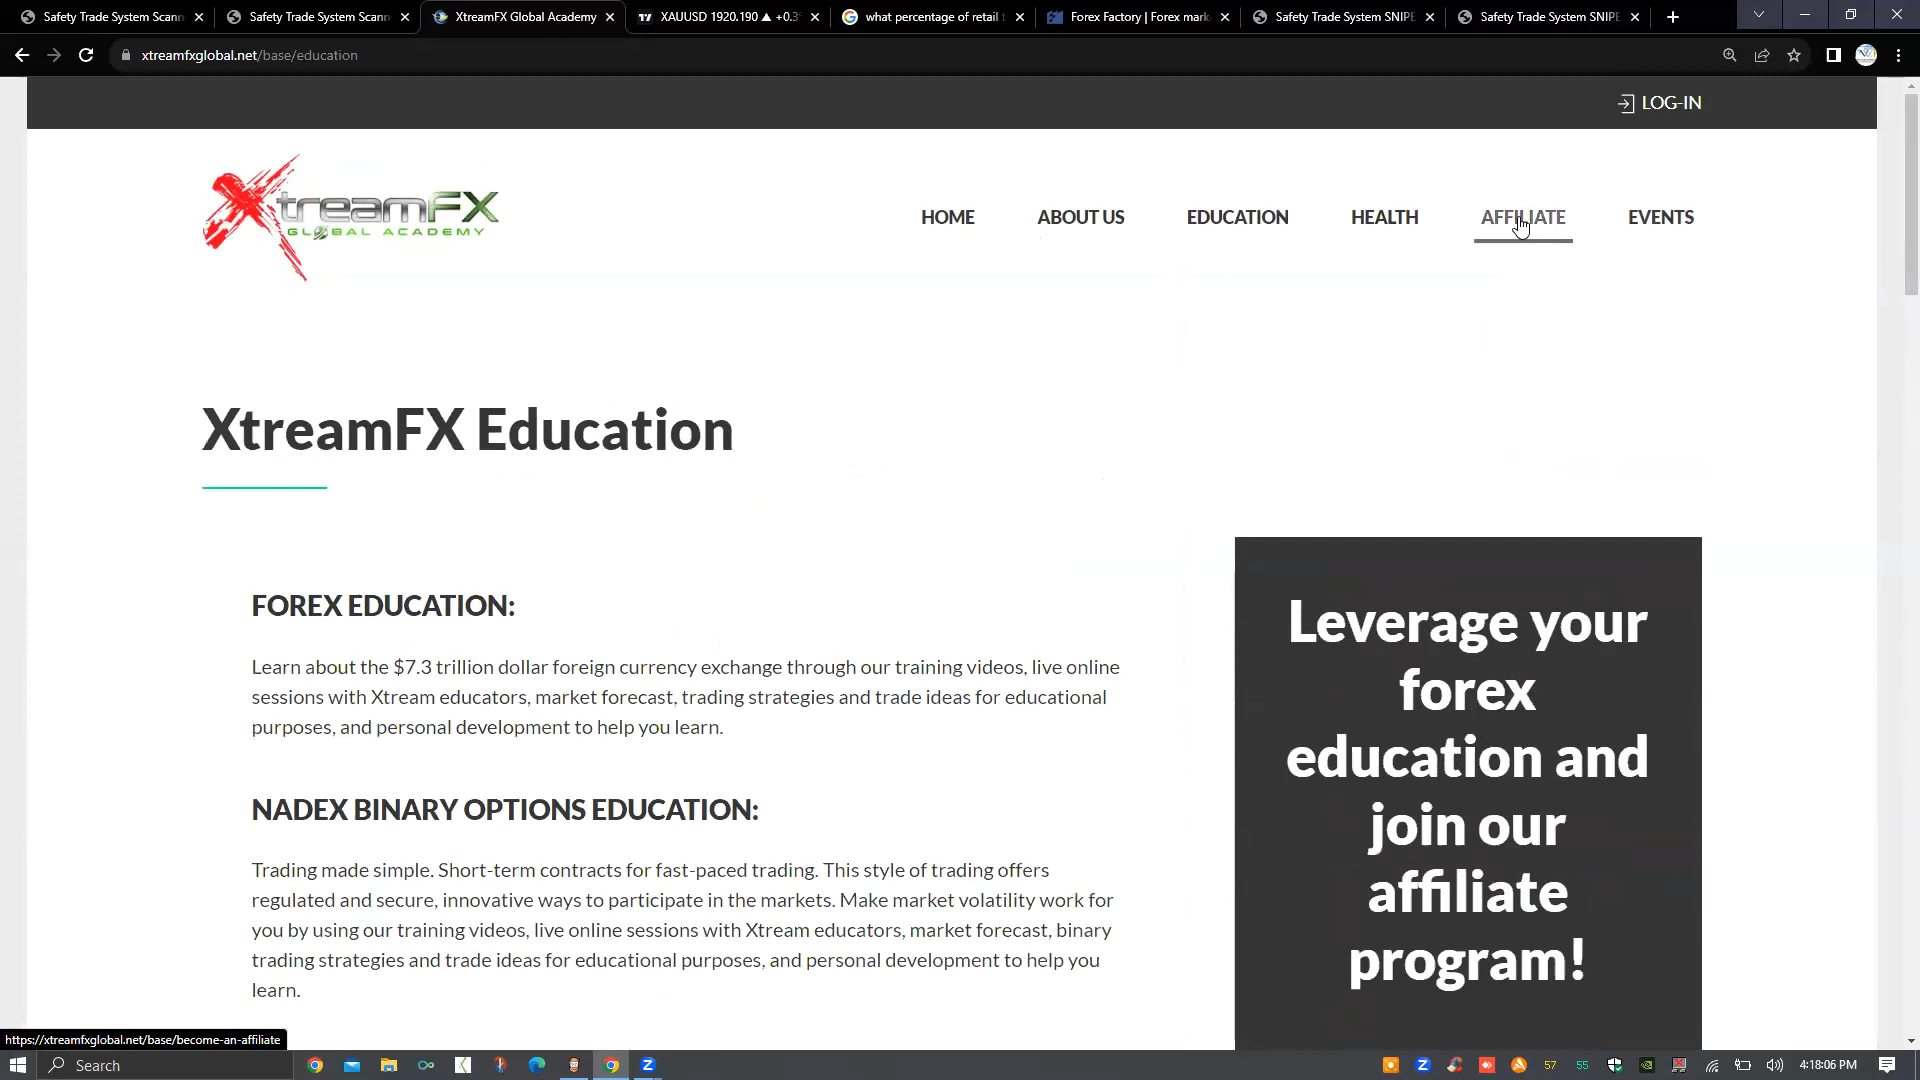 Safety Trade System Scann
Safety Trade System Scann
XtreamFX Global Academy
XAUUSD 1920.190 ▲ +0.3
what percentage of retail t
Forex Factory | Forex mark
Safety Trade System SNIPE
Safety Trade System SNIPE
xtreamfxglobal.net/base/education
LOG-IN
XtreamFX
GLOBAL ACADEMY
HOME
ABOUT US
EDUCATION
HEALTH
AFFILIATE
EVENTS
XtreamFX Education
FOREX EDUCATION:
Learn about the $7.3 trillion dollar foreign currency exchange through our training videos, live online
sessions with Xtream educators, market forecast, trading strategies and trade ideas for educational
purposes, and personal development to help you learn.
NADEX BINARY OPTIONS EDUCATION:
Trading made simple. Short-term contracts for fast-paced trading. This style of trading offers
regulated and secure, innovative ways to participate in the markets. Make market volatility work for
you by using our training videos, live online sessions with Xtream educators, market forecast, binary
trading strategies and trade ideas for educational purposes, and personal development to help you
learn.
Leverage your
forex
education and
join our
affiliate
program!
https://xtreamfxglobal.net/base/become-an-affiliate
Search
57
55
4:18:06 PM